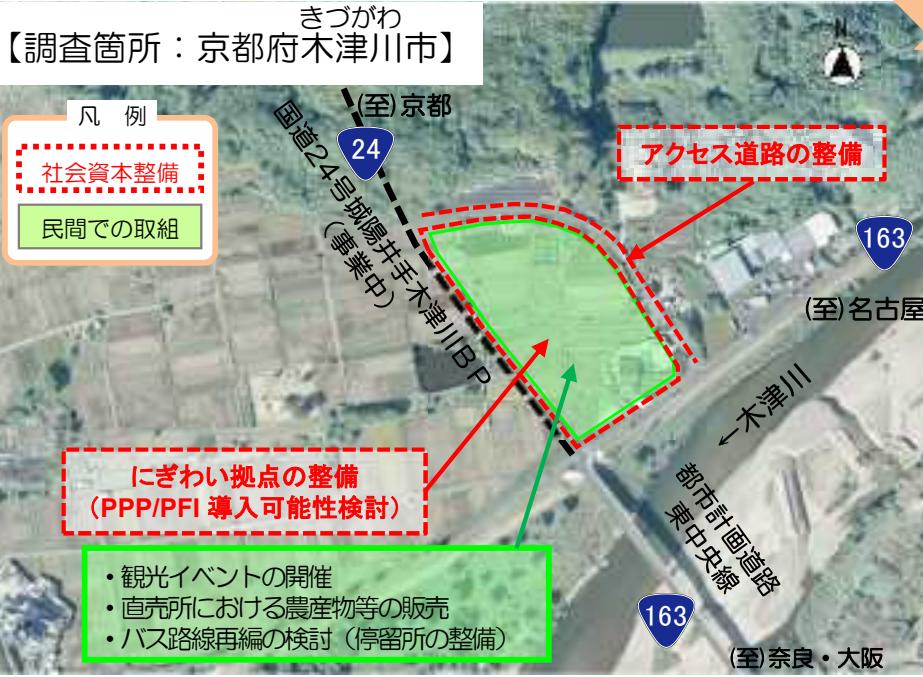 きづがわ
【調査箇所：京都府木津川市】
凡　例
社会資本整備
民間での取組
N
(至)京都
24
国道24号城陽井手木津川ＢＰ
（事業中）
アクセス道路の整備
163
(至)名古屋
←木津川
にぎわい拠点の整備
（PPP/PFI 導入可能性検討）
都市計画道路
東中央線
・観光イベントの開催
・直売所における農産物等の販売
・バス路線再編の検討（停留所の整備）
163
(至)奈良・大阪